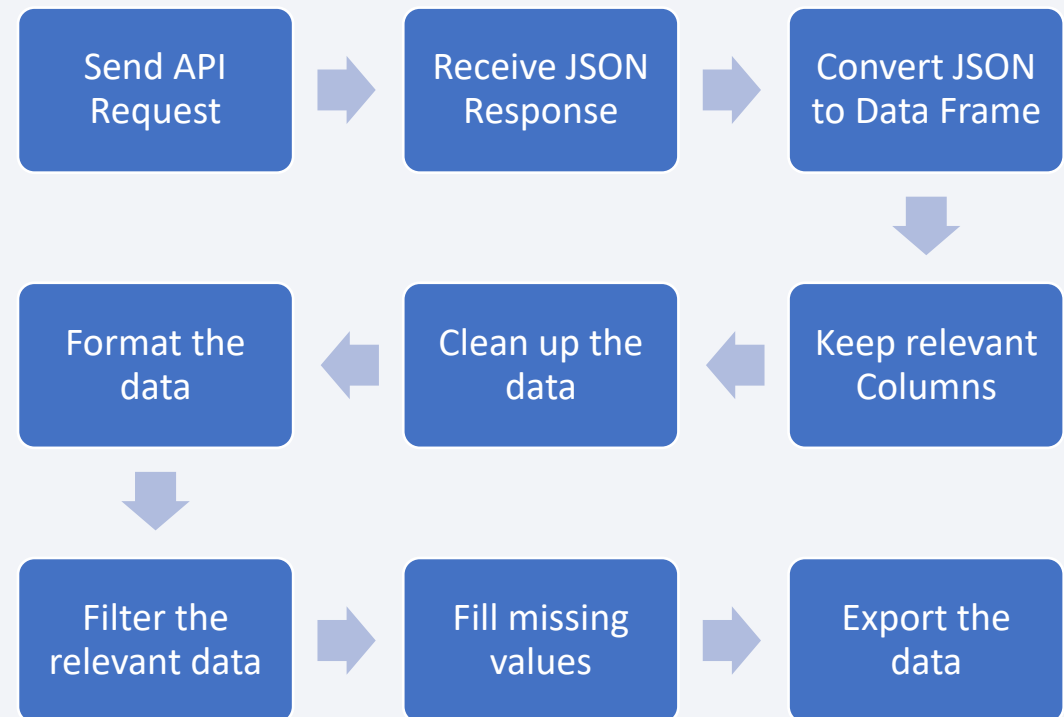 Send API
Request
Receive JSON
Response
Convert JSON
to Data Frame
Keep relevant
Columns
Clean up the
data
Format the
data
Filter the
relevant data
Fill missing
values
Export the
data